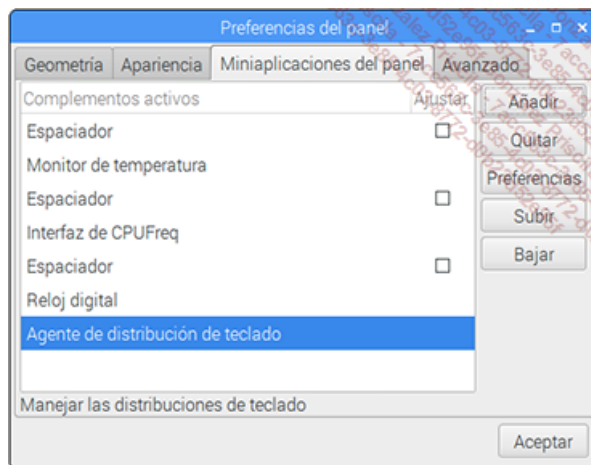 Preferencias del panel
Geometría Apariencia Miniaplicaciones del panel Avanzado
Complementos activos Ajustar
Añadir
Espaciador
Quitar
Monitor de temperatura
Preferencias
Espaciador
Subir
Interfaz de CPUFreq
Bajar
Espaciador
Reloj digital
Agente de distribución de teclado
Manejar las distribuciones de teclado
Aceptar